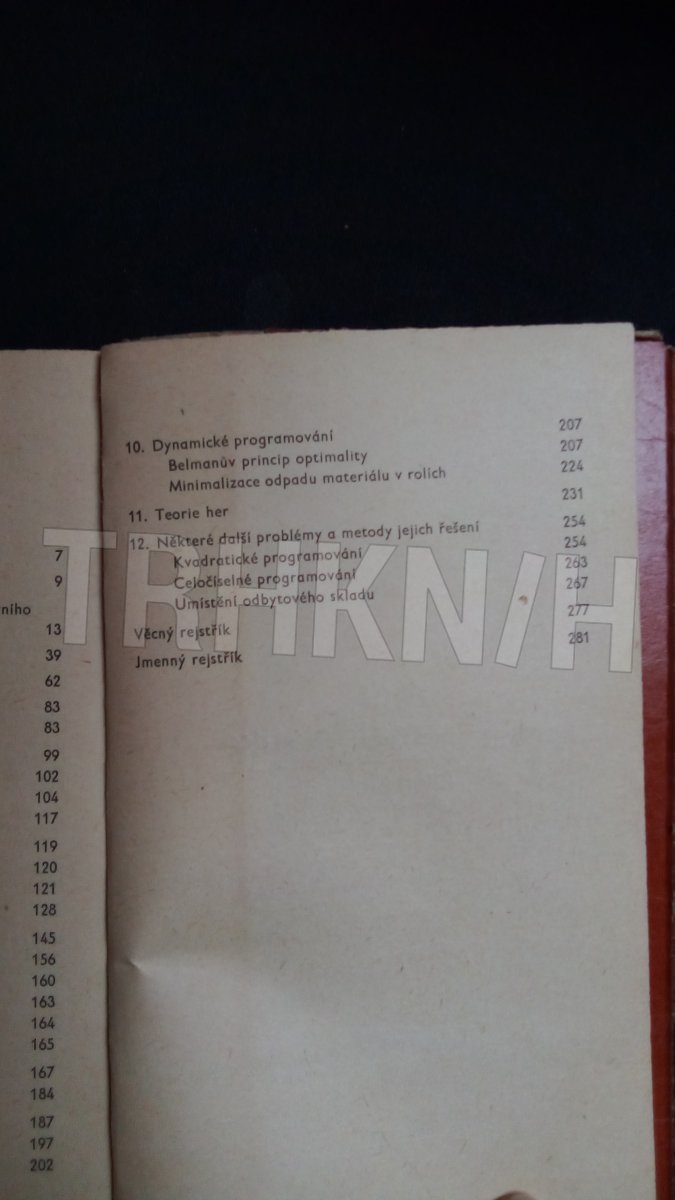 7
9
ního
13
39
62
83
83
99
102
104
117
119
120
121
128
145
156
160
163
164
165
167
184
187
197
202
10. Dynamické programování 207
Belmanův princip optimality 207
Minimalizace odpadu materiálu v rolích 224
11. Teorie her 231
12. Některé další problémy a metody jejich řešení 254
Kvadratické programování 254
Celočíselné programování 263
Umístění odbytového skladu 267
Věcný rejstřík 277
Jmenný rejstřík 281
TRHKNIH